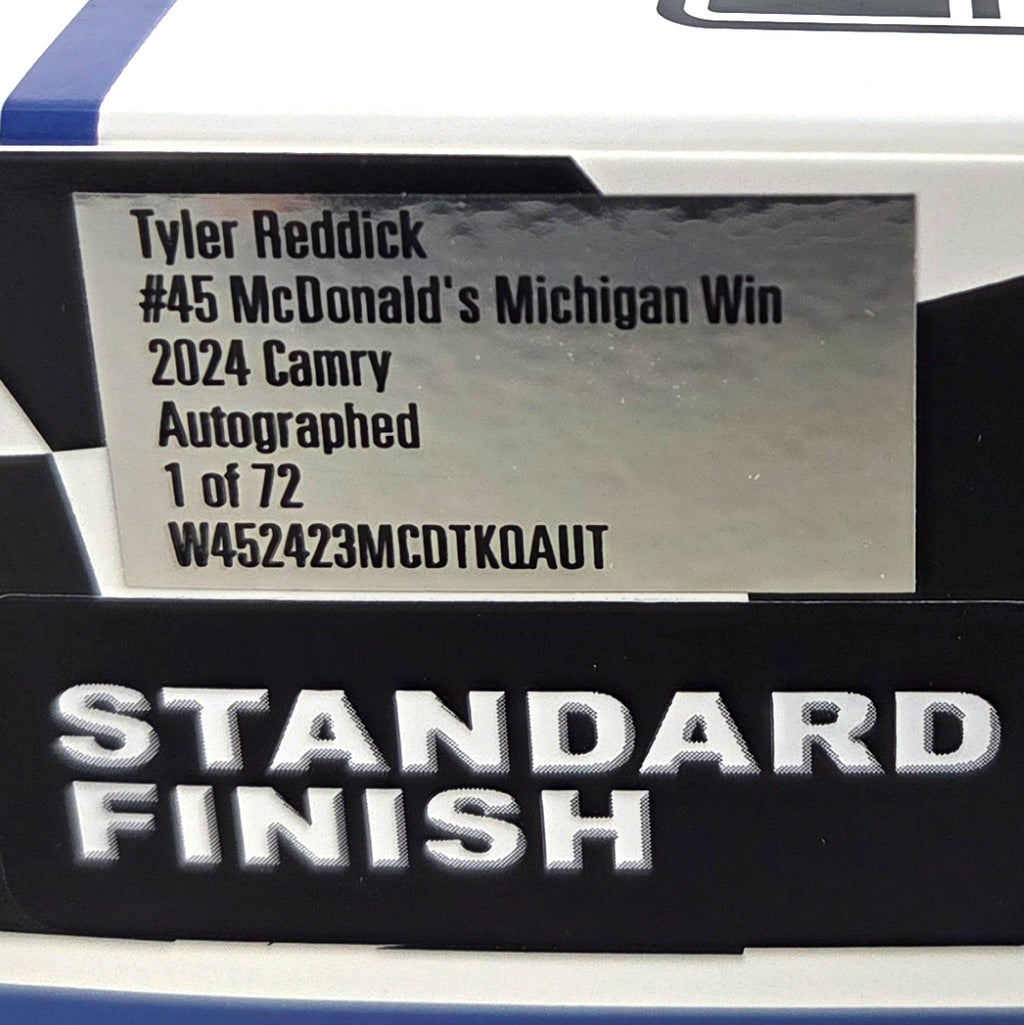 Tyler Reddick
#45 McDonald's Michigan Win
2024 Camry
Autographed
1 of 72
W452423MCDTKQAUT
STANDARD
FINISH